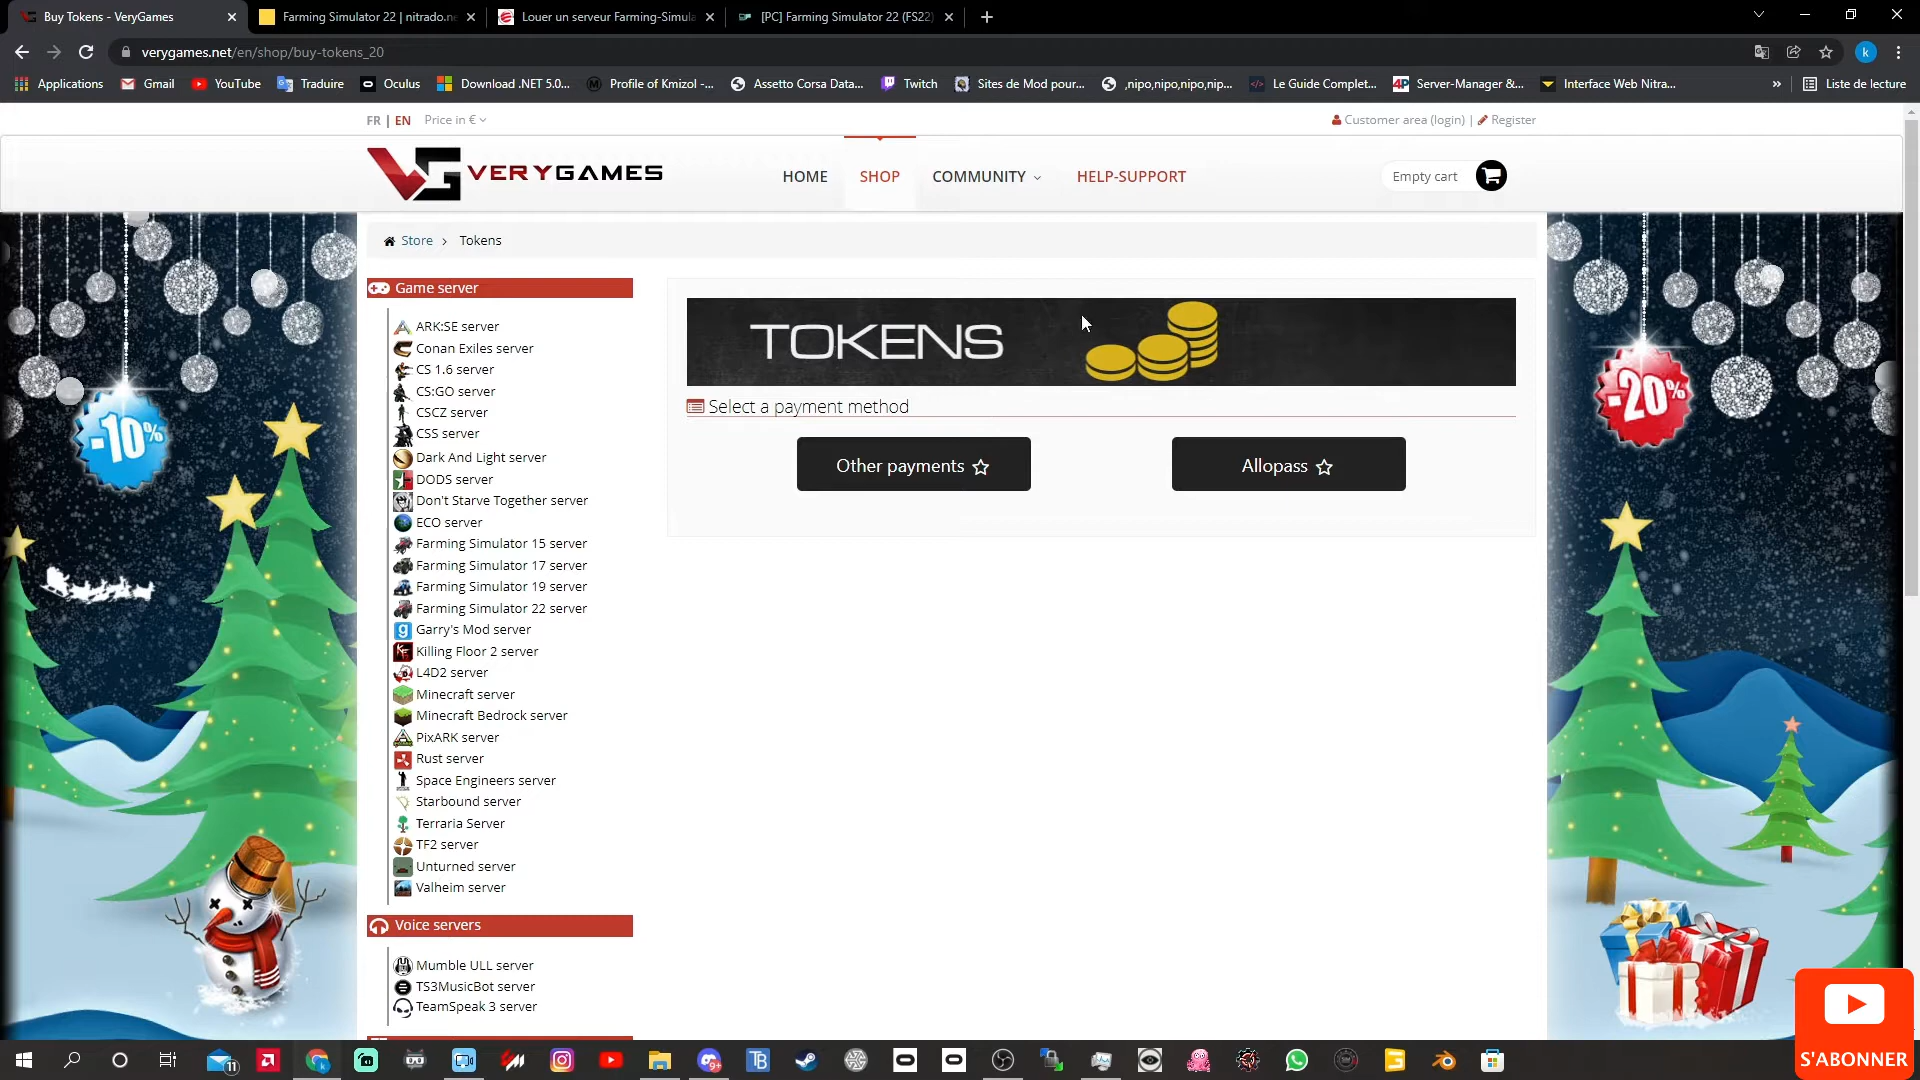 Buy Tokens - VeryGames
Farming Simulator 22 | nitrado.ne
Louer un serveur Farming-Simula
[PC] Farming Simulator 22 (FS22)
verygames.net/en/shop/buy-tokens_20
k
Applications
Gmail
YouTube
Traduire
Oculus
Download .NET 5.0...
Profile of Kmizol -...
Assetto Corsa Data...
Twitch
Sites de Mod pour...
,nipo,nipo,nipo,nip...
Le Guide Complet...
4P Server-Manager &...
Interface Web Nitra...
»
Liste de lecture
FR | EN Price in €
Customer area (login) | Register
VG VERYGAMES
HOME
SHOP
COMMUNITY
HELP-SUPPORT
Empty cart
Store > Tokens
Game server
ARK:SE server
Conan Exiles server
CS 1.6 server
CS:GO server
CSCZ server
CSS server
Dark And Light server
DODS server
Don't Starve Together server
ECO server
Farming Simulator 15 server
Farming Simulator 17 server
Farming Simulator 19 server
Farming Simulator 22 server
Garry's Mod server
Killing Floor 2 server
L4D2 server
Minecraft server
Minecraft Bedrock server
PixARK server
Rust server
Space Engineers server
Starbound server
Terraria Server
TF2 server
Unturned server
Valheim server
Voice servers
Mumble ULL server
TS3MusicBot server
TeamSpeak 3 server
TOKENS
Select a payment method
Other payments
Allopass
-10%
-20%
S'ABONNER
11
9+
TB